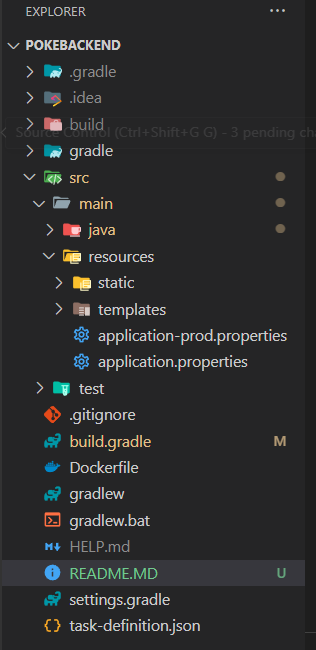 EXPLORER ...
POKEBACKEND
.gradle
.idea
build
Source Control (Ctrl+Shift+G G) - 3 pending cha
gradle
src
main
java
resources
static
templates
application-prod.properties
application.properties
test
.gitignore
build.gradle M
Dockerfile
gradlew
gradlew.bat
HELP.md
README.MD U
settings.gradle
task-definition.json